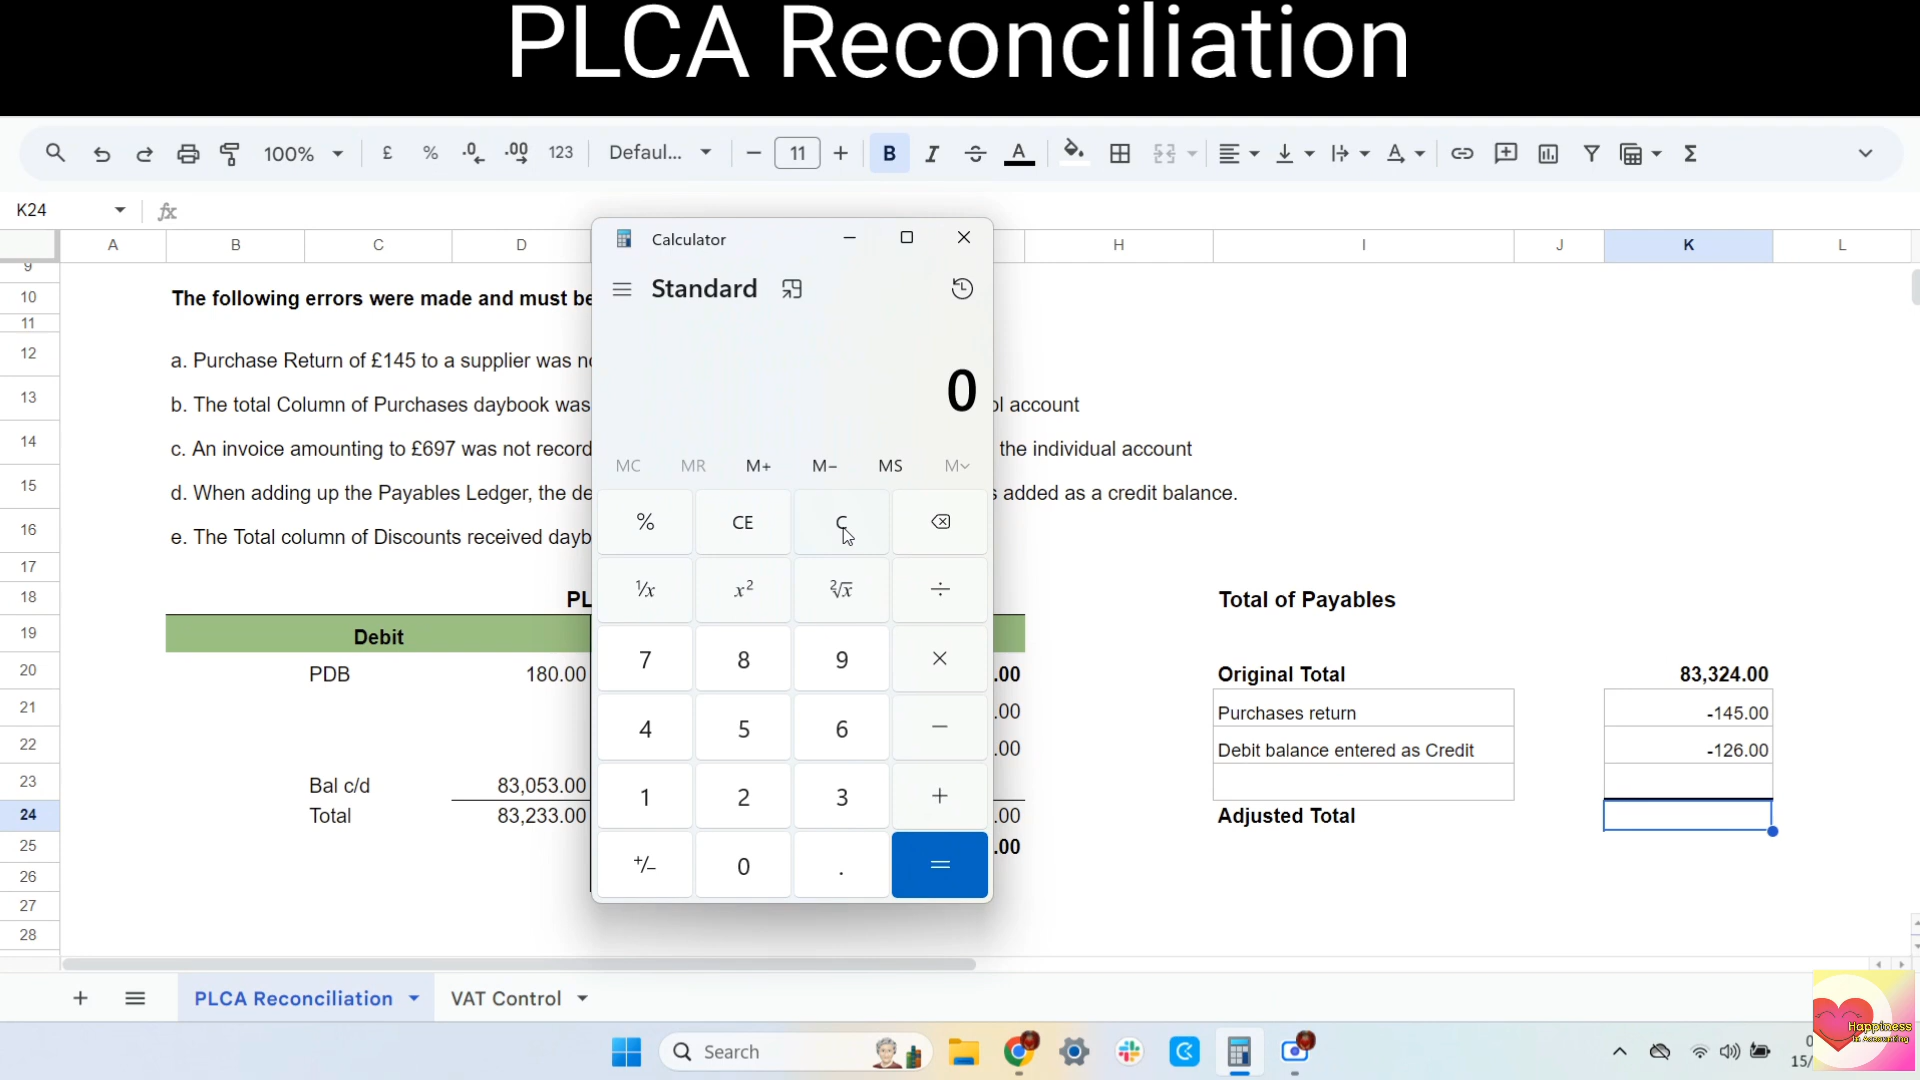 PLCA Reconciliation
100%
£
%
.0
.00
123
Defaul...
11
B
I
A
A
Σ
K24
fx
A B C D H I J K L
9
10
The following errors were made and must be
11
12
a. Purchase Return of £145 to a supplier was no
13
b. The total Column of Purchases daybook was
ol account
14
c. An invoice amounting to £697 was not record
the individual account
15
d. When adding up the Payables Ledger, the de
s added as a credit balance.
16
e. The Total column of Discounts received dayb
17
18
PL
Total of Payables
19
Debit
20
PDB 180.00
.00
Original Total 83,324.00
21
.00
Purchases return -145.00
22
.00
Debit balance entered as Credit -126.00
23
Bal c/d 83,053.00
24
Total 83,233.00
.00
Adjusted Total
25
.00
26
27
28
Calculator
Standard
0
MC MR M+ M− MS M
% CE C
¹/x x² ²√x ÷
7 8 9 ×
4 5 6 −
1 2 3 +
+/− 0 . =
PLCA Reconciliation
VAT Control
Search
15/
Happiness
in Accounting